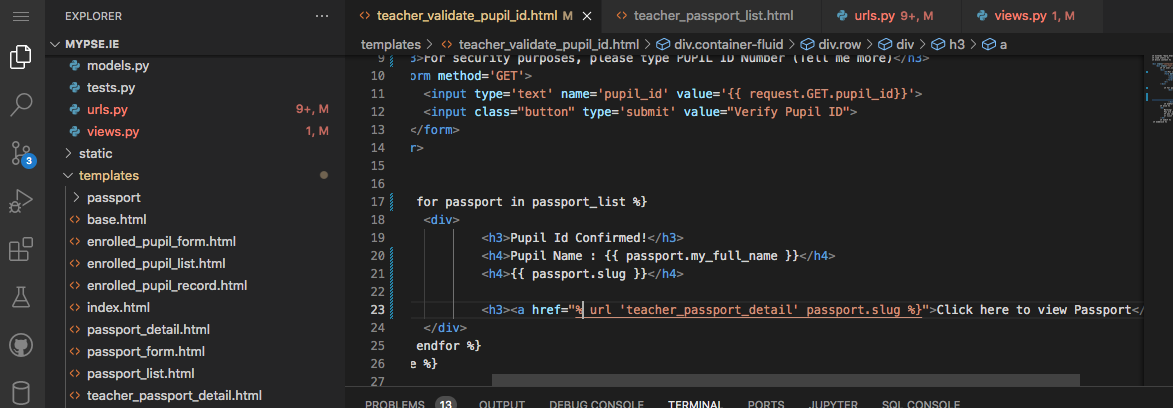 EXPLORER
MYPSE.IE
models.py
tests.py
urls.py 9+, M
views.py 1, M
static
templates
passport
base.html
enrolled_pupil_form.html
enrolled_pupil_list.html
enrolled_pupil_record.html
index.html
passport_detail.html
passport_form.html
passport_list.html
teacher_passport_detail.html
3
teacher_validate_pupil_id.html M
teacher_passport_list.html
urls.py 9+, M
views.py 1, M
templates > teacher_validate_pupil_id.html > div.container-fluid > div.row > div > h3 > a
9 3>For security purposes, please type PUPIL ID Number (Tell me more)</h3>
10 orm method='GET'>
11 <input type='text' name='pupil_id' value='{{ request.GET.pupil_id}}'>
12 <input class="button" type='submit' value="Verify Pupil ID">
13 </form>
14 r>
15
16
17 for passport in passport_list %}
18 <div>
19 <h3>Pupil Id Confirmed!</h3>
20 <h4>Pupil Name : {{ passport.my_full_name }}</h4>
21 <h4>{{ passport.slug }}</h4>
22
23 <h3><a href="% url 'teacher_passport_detail' passport.slug %}">Click here to view Passport</
24 </div>
25 endfor %}
26 e %}
27
PROBLEMS 13 OUTPUT DEBUG CONSOLE TERMINAL PORTS JUPYTER SQL CONSOLE